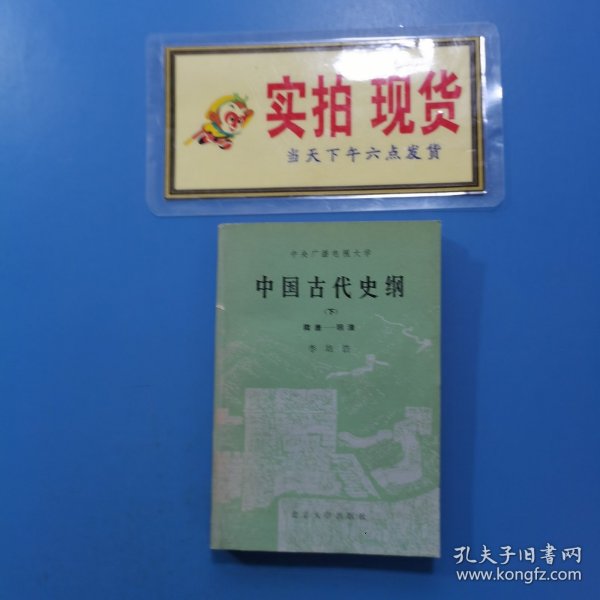 实拍 现货
当天下午六点发货
中央广播电视大学
中国古代史纲
(下)
隋唐——明清
李培浩
北京大学出版社
孔夫子旧書网
www.kongfz.com